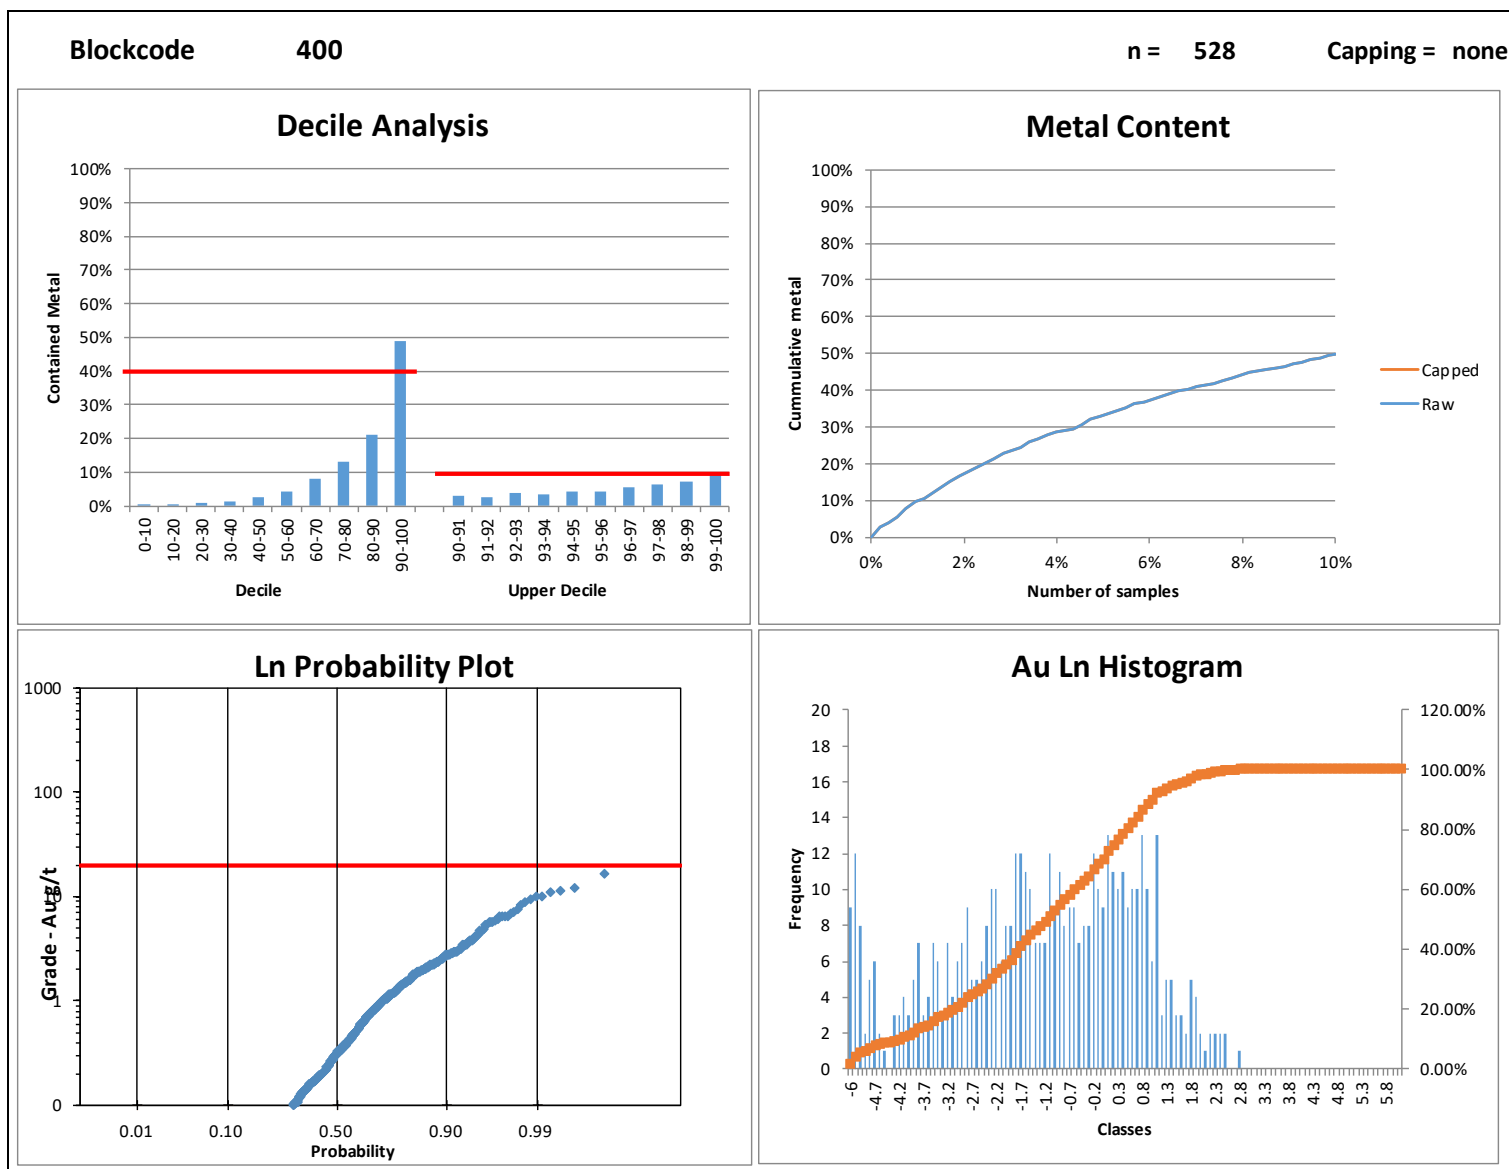 Blockcode 400 n = 528 Capping = none
Decile Analysis
100%
90%
80%
70%
60%
50%
40%
30%
20%
10%
0%
Contained Metal
0-10 10-20 20-30 30-40 40-50 50-60 60-70 70-80 80-90 90-100 90-91 91-92 92-93 93-94 94-95 95-96 96-97 97-98 98-99 99-100
Decile Upper Decile
Metal Content
100%
90%
80%
70%
60%
50%
40%
30%
20%
10%
0%
Cummulative metal
0% 2% 4% 6% 8% 10%
Number of samples
Capped
Raw
Ln Probability Plot
1000
100
10
1
0
Grade - Au g/t
0.01 0.10 0.50 0.90 0.99
Probability
Au Ln Histogram
20
18
16
14
12
10
8
6
4
2
0
Frequency
120.00%
100.00%
80.00%
60.00%
40.00%
20.00%
0.00%
-6 -4.7 -4.2 -3.7 -3.2 -2.7 -2.2 -1.7 -1.2 -0.7 -0.2 0.3 0.8 1.3 1.8 2.3 2.8 3.3 3.8 4.3 4.8 5.3 5.8
Classes